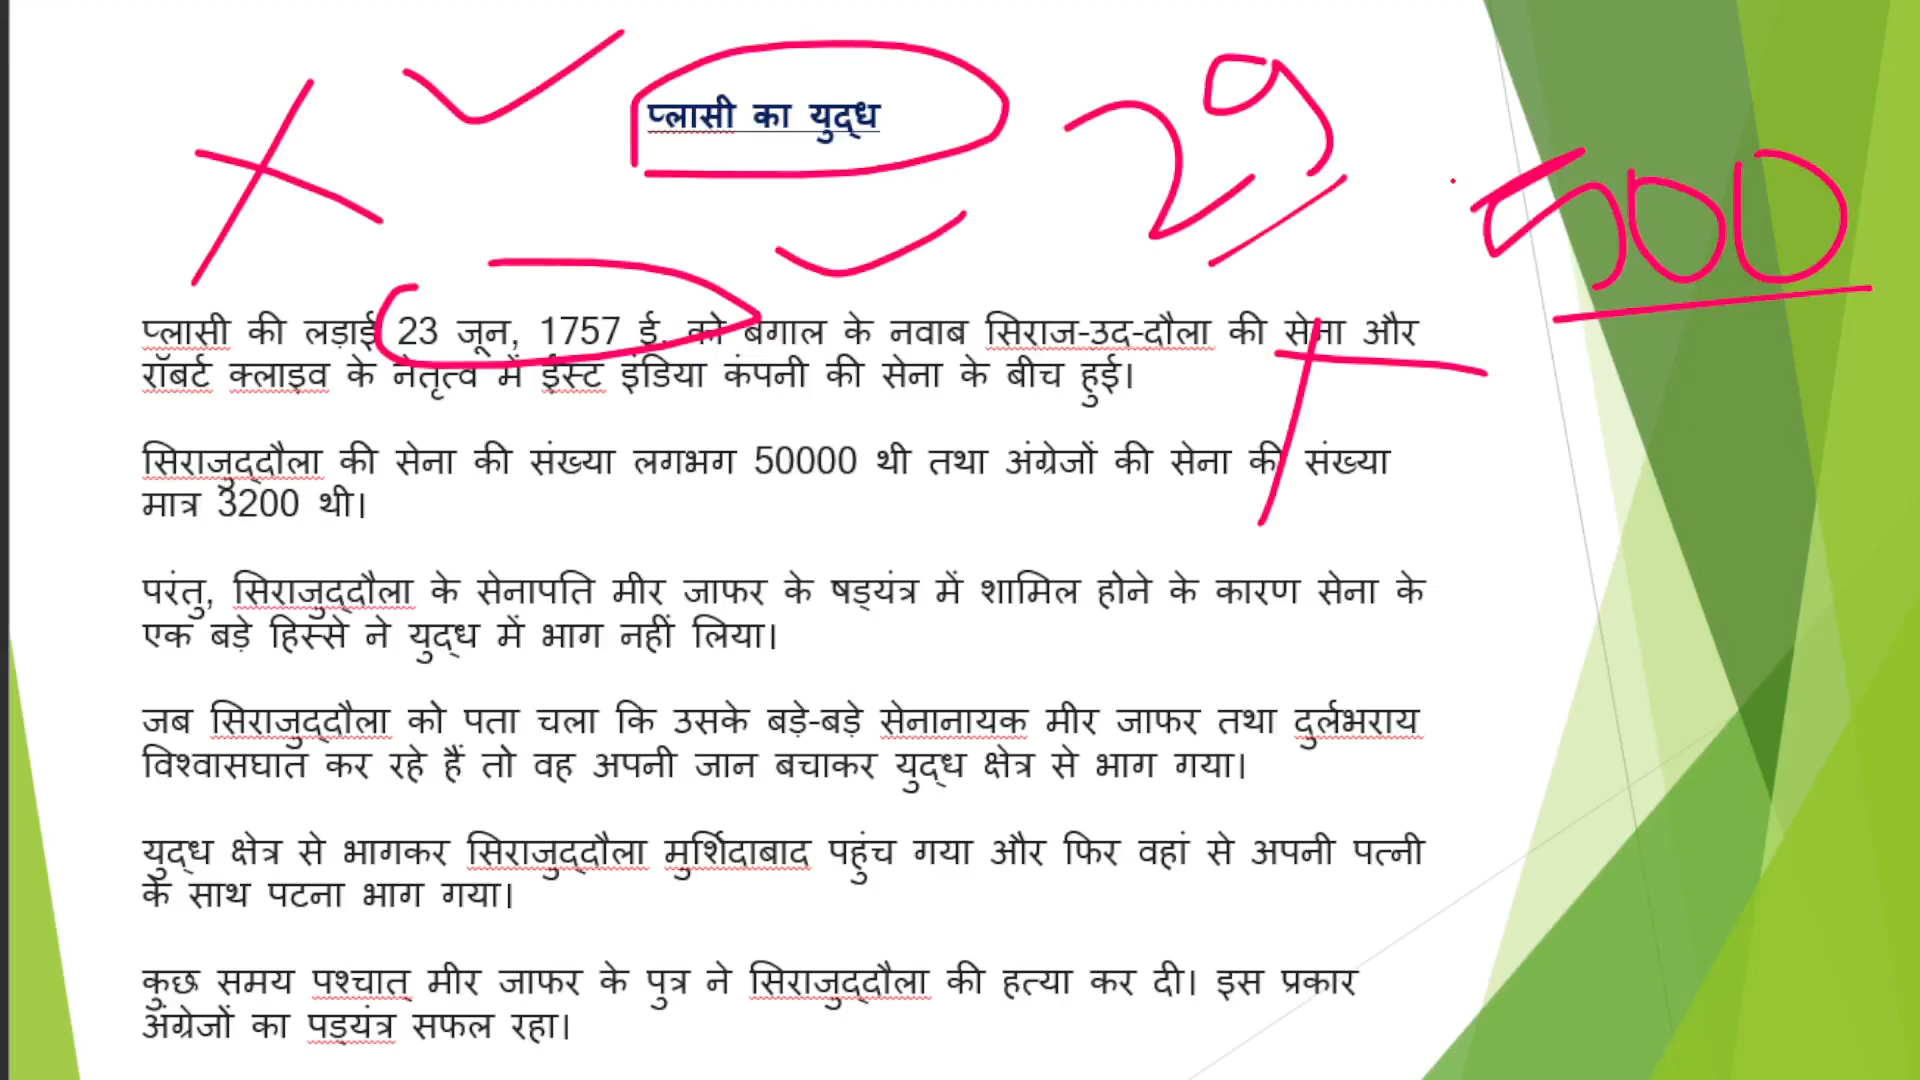 प्लासी का युद्ध
29
500
प्लासी की लड़ाई 23 जून, 1757 ई. को बंगाल के नवाब सिराज-उद-दौला की सेना और
रॉबर्ट क्लाइव के नेतृत्व में ईस्ट इंडिया कंपनी की सेना के बीच हुई।
सिराजुद्दौला की सेना की संख्या लगभग 50000 थी तथा अंग्रेजों की सेना की संख्या
मात्र 3200 थी।
परंतु, सिराजुद्दौला के सेनापति मीर जाफर के षड्यंत्र में शामिल होने के कारण सेना के
एक बड़े हिस्से ने युद्ध में भाग नहीं लिया।
जब सिराजुद्दौला को पता चला कि उसके बड़े-बड़े सेनानायक मीर जाफर तथा दुर्लभराय
विश्वासघात कर रहे हैं तो वह अपनी जान बचाकर युद्ध क्षेत्र से भाग गया।
युद्ध क्षेत्र से भागकर सिराजुद्दौला मुर्शिदाबाद पहुंच गया और फिर वहां से अपनी पत्नी
के साथ पटना भाग गया।
कुछ समय पश्चात् मीर जाफर के पुत्र ने सिराजुद्दौला की हत्या कर दी। इस प्रकार
अंग्रेजों का पड्यंत्र सफल रहा।